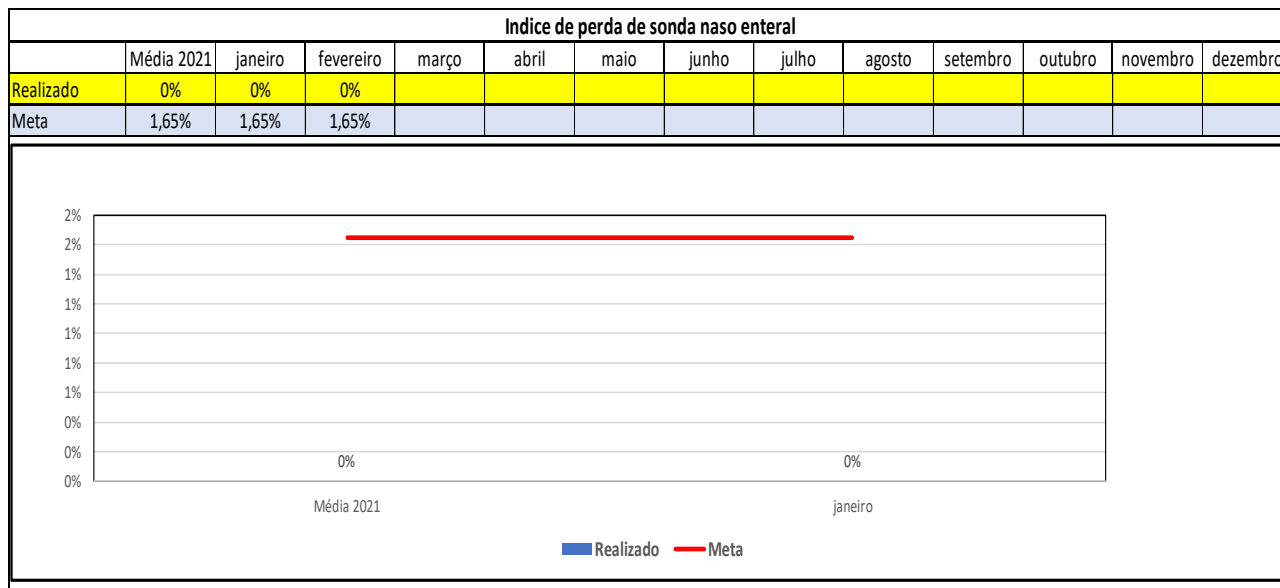 Indice de perda de sonda naso enteral
Média 2021 janeiro fevereiro março abril maio junho julho agosto setembro outubro novembro dezembro
Realizado 0% 0% 0%
Meta 1,65% 1,65% 1,65%
2%
2%
1%
1%
1%
1%
1%
0%
0%
0%
0% 0%
Média 2021 janeiro
Realizado Meta